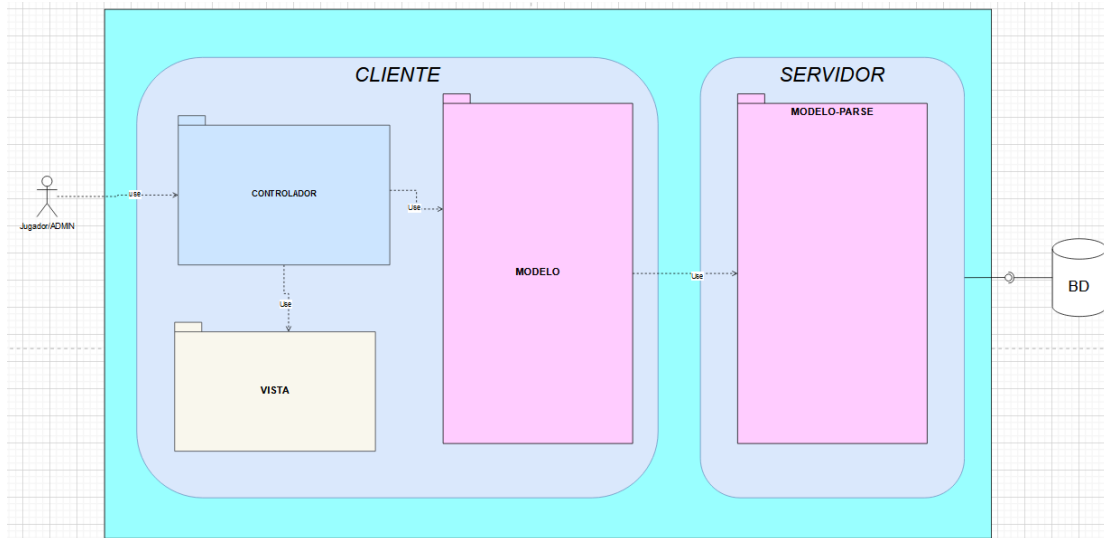 CLIENTE
SERVIDOR
MODELO-PARSE
CONTROLADOR
use
Use
Jugador/ADMIN
MODELO
Use
BD
Use
VISTA